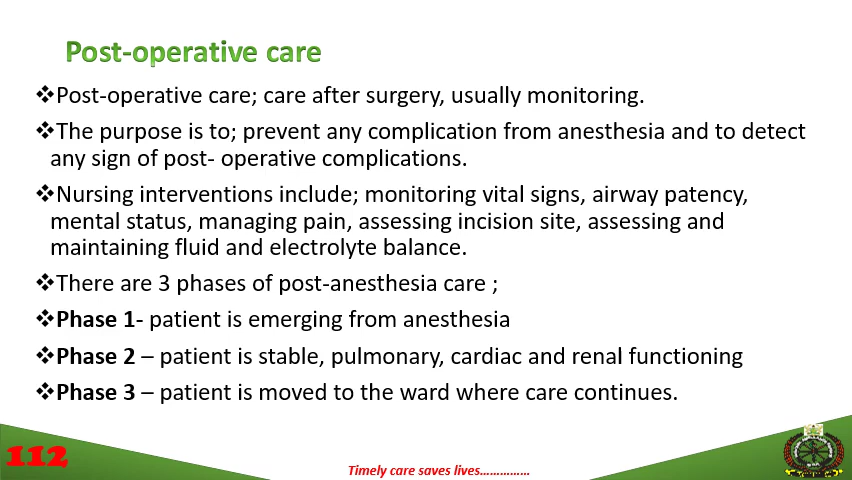 Post-operative care
❖Post-operative care; care after surgery, usually monitoring.
❖The purpose is to; prevent any complication from anesthesia and to detect
any sign of post- operative complications.
❖Nursing interventions include; monitoring vital signs, airway patency,
mental status, managing pain, assessing incision site, assessing and
maintaining fluid and electrolyte balance.
❖There are 3 phases of post-anesthesia care ;
❖Phase 1- patient is emerging from anesthesia
❖Phase 2 – patient is stable, pulmonary, cardiac and renal functioning
❖Phase 3 – patient is moved to the ward where care continues.
112
Timely care saves lives……………